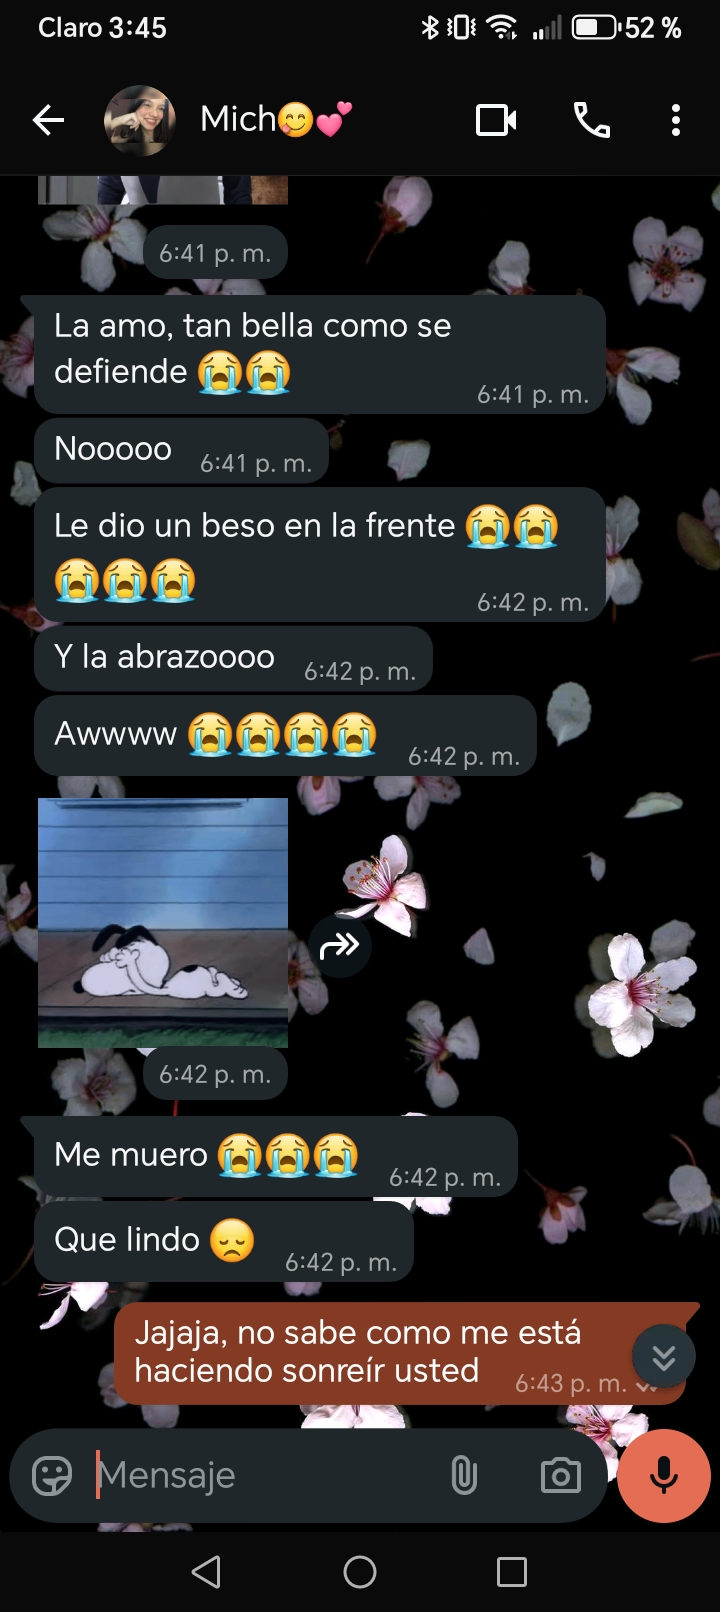 Claro 3:45
52 %
Mich😋💕
6:41 p. m.
La amo, tan bella como se
defiende 😭😭
6:41 p. m.
Nooooo
6:41 p. m.
Le dio un beso en la frente 😭😭
😭😭😭
6:42 p. m.
Y la abrazoooo
6:42 p. m.
Awwww 😭😭😭😭
6:42 p. m.
6:42 p. m.
Me muero 😭😭😭
6:42 p. m.
Que lindo 😞
6:42 p. m.
Jajaja, no sabe como me está
haciendo sonreír usted
6:43 p. m.
Mensaje